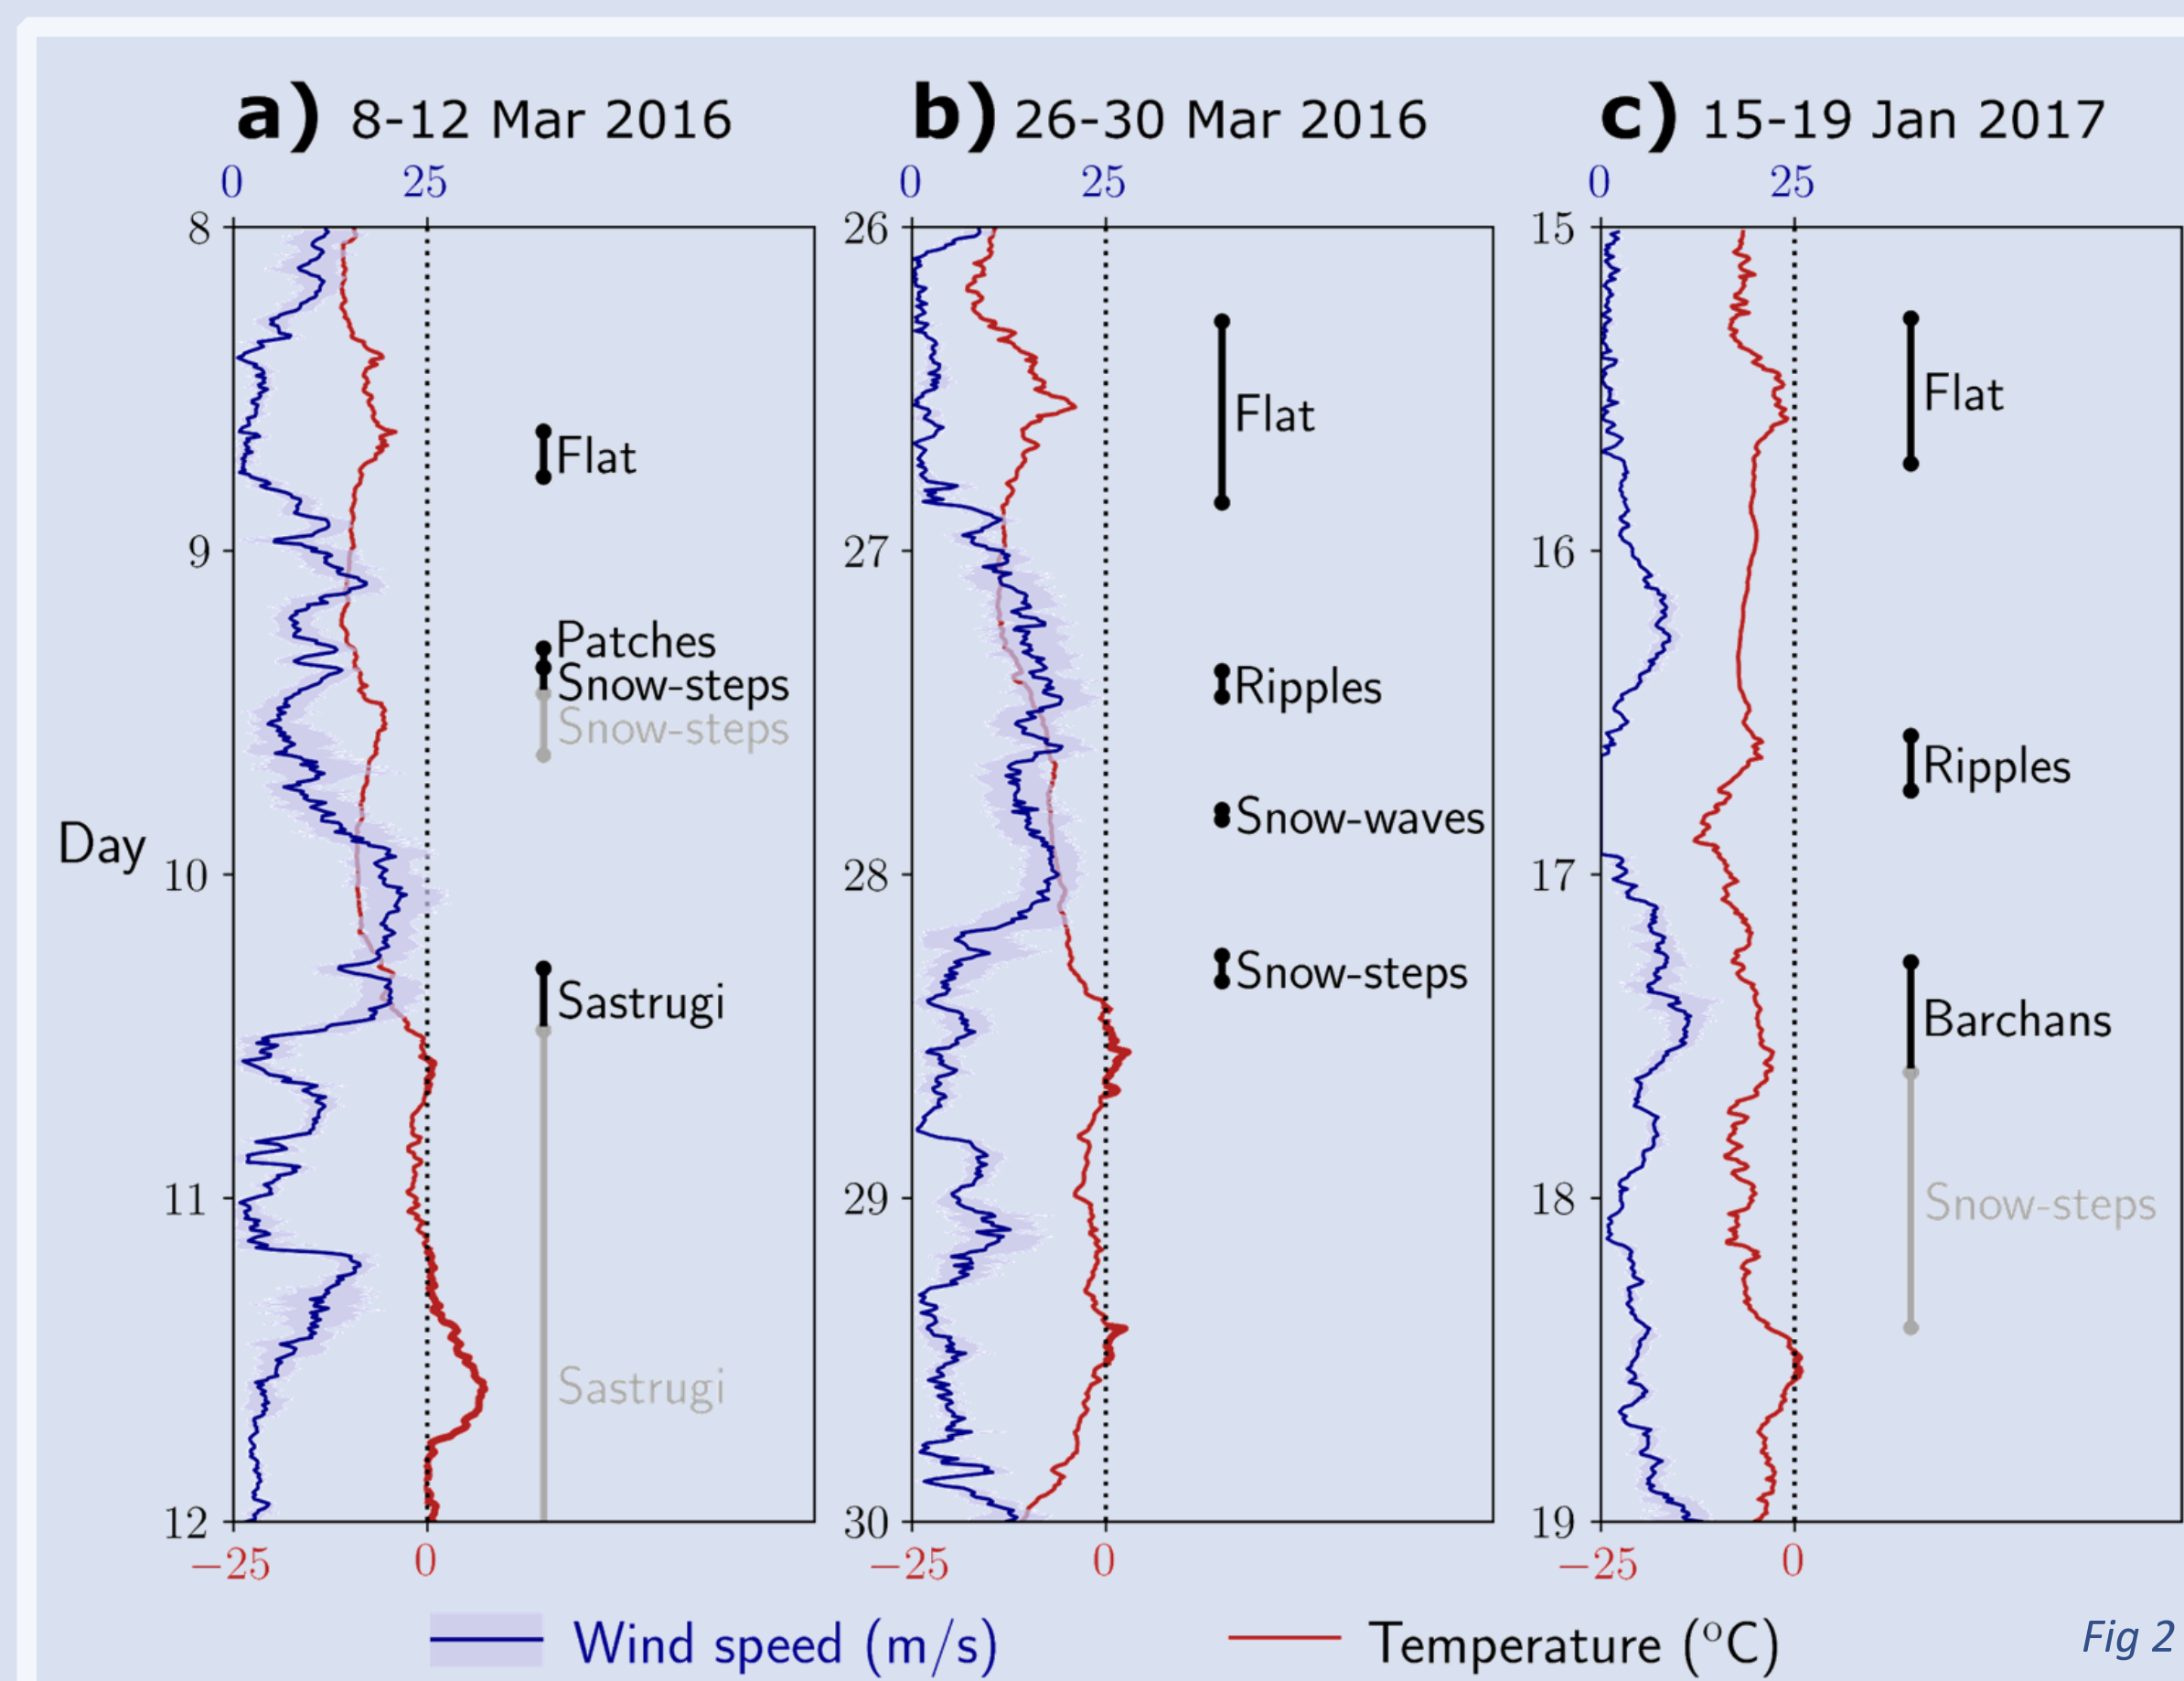 a) 8-12 Mar 2016
b) 26-30 Mar 2016
c) 15-19 Jan 2017
0 25
0 25
0 25
Day
8
9
10
11
12
Flat
Patches
Snow-steps
Snow-steps
Sastrugi
Sastrugi
−25 0
26
27
28
29
30
Flat
Ripples
Snow-waves
Snow-steps
−25 0
15
16
17
18
19
Flat
Ripples
Barchans
Snow-steps
−25 0
Wind speed (m/s)
Temperature (°C)
Fig 2